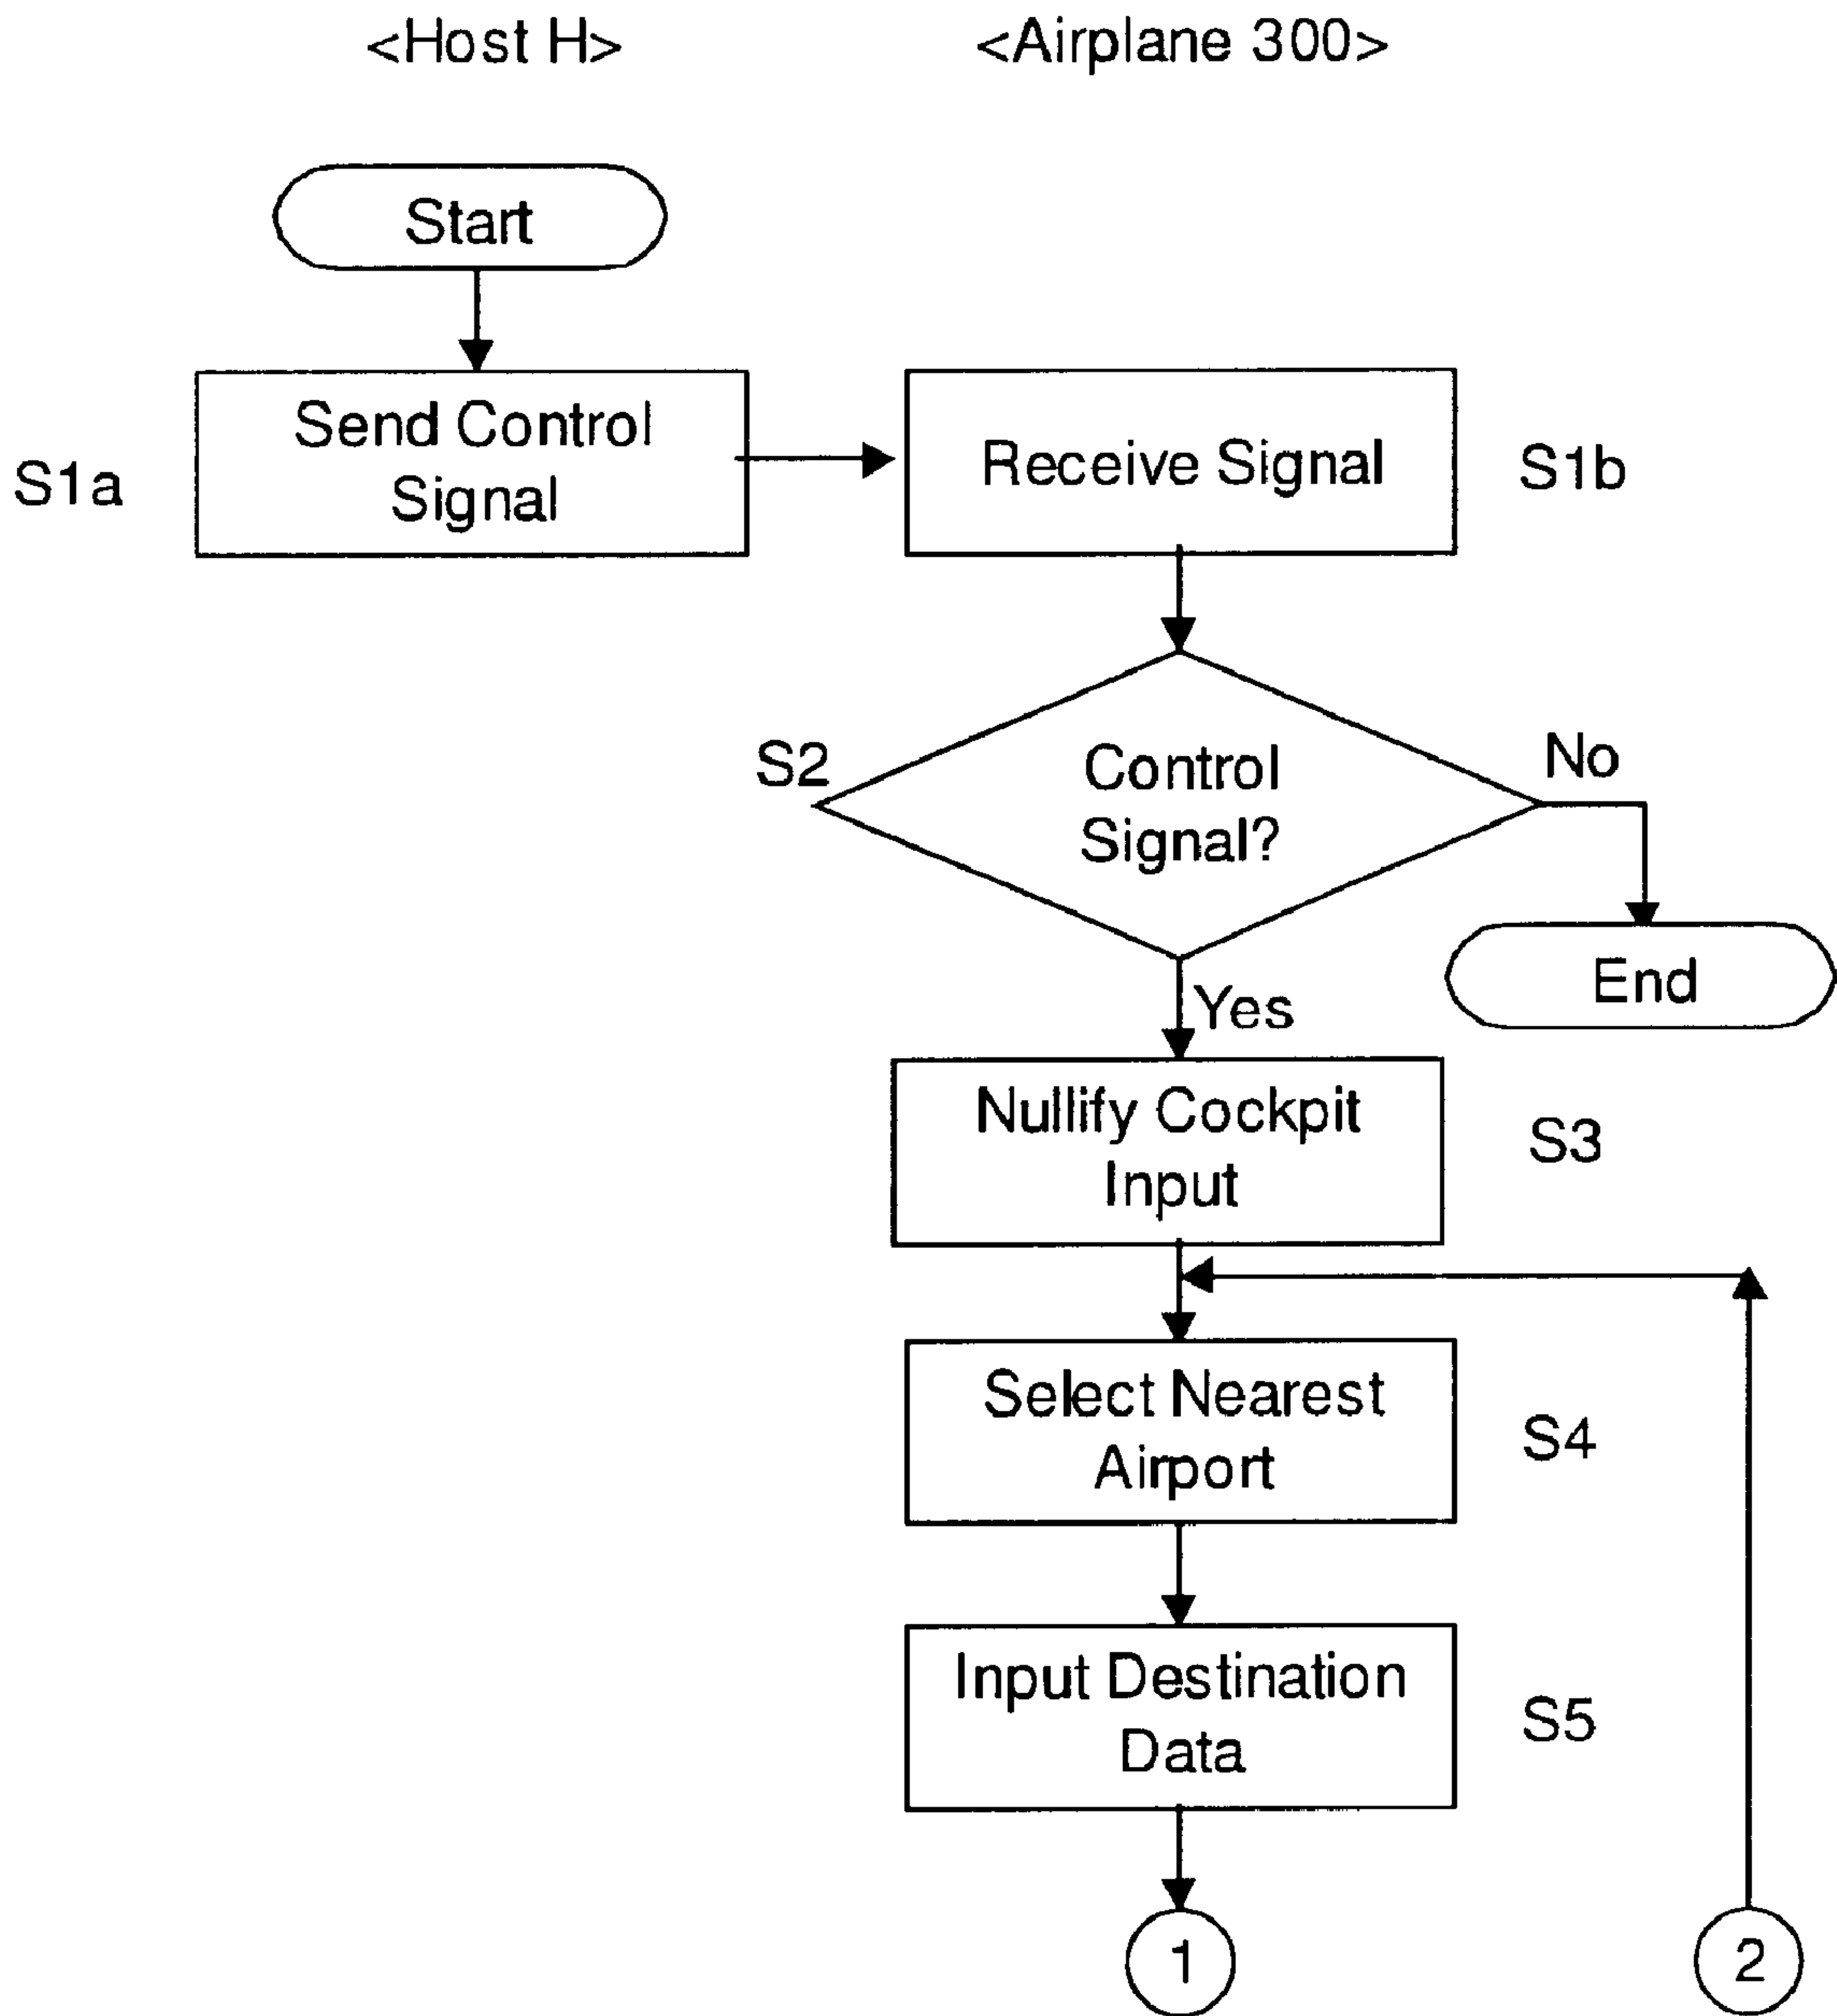 <Host H>
<Airplane 300>
Start
S1a
Send Control
Signal
Receive Signal
S1b
S2
Control
Signal?
No
End
Yes
Nullify Cockpit
Input
S3
Select Nearest
Airport
S4
Input Destination
Data
S5
1
2